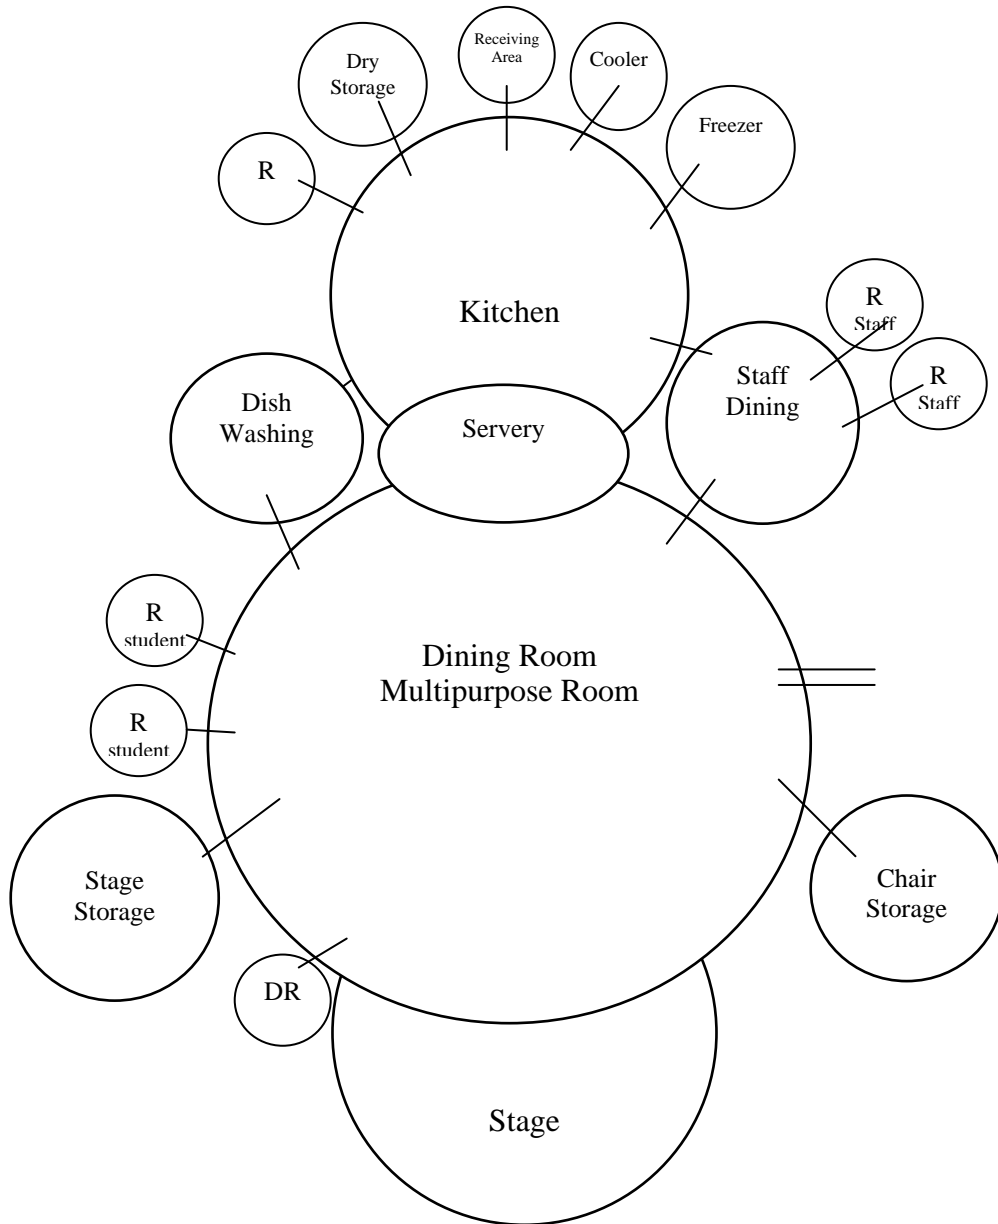 Receiving
Area
Dry
Storage
Cooler
Freezer
R
Kitchen
R
Staff
R
Staff
Staff
Dining
Dish
Washing
Servery
R
student
Dining Room
Multipurpose Room
R
student
Stage
Storage
Chair
Storage
DR
Stage